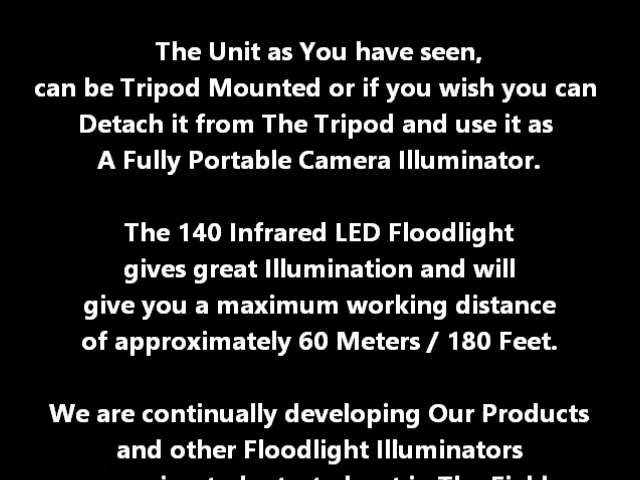 The Unit as You have seen,
can be Tripod Mounted or if you wish you can
Detach it from The Tripod and use it as
A Fully Portable Camera Illuminator.
The 140 Infrared LED Floodlight
gives great Illumination and will
give you a maximum working distance
of approximately 60 Meters / 180 Feet.
We are continually developing Our Products
and other Floodlight Illuminators
in The Field